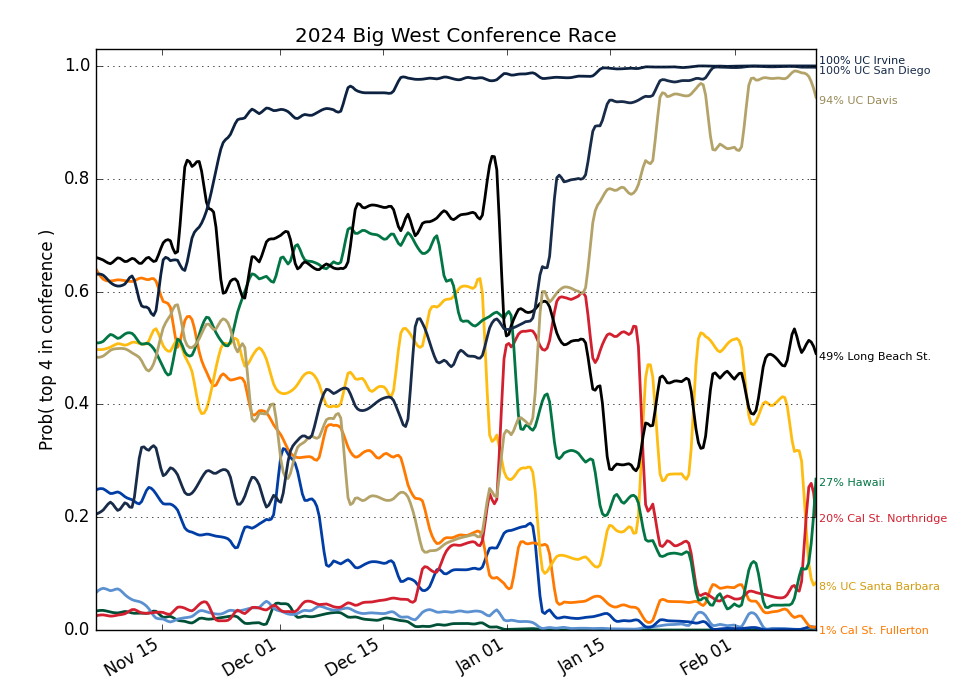 2024 Big West Conference Race
Prob( top 4 in conference )
1.0
0.8
0.6
0.4
0.2
0.0
Nov 15
Dec 01
Dec 15
Jan 01
Jan 15
Feb 01
100% UC Irvine
100% UC San Diego
94% UC Davis
49% Long Beach St.
27% Hawaii
20% Cal St. Northridge
8% UC Santa Barbara
1% Cal St. Fullerton